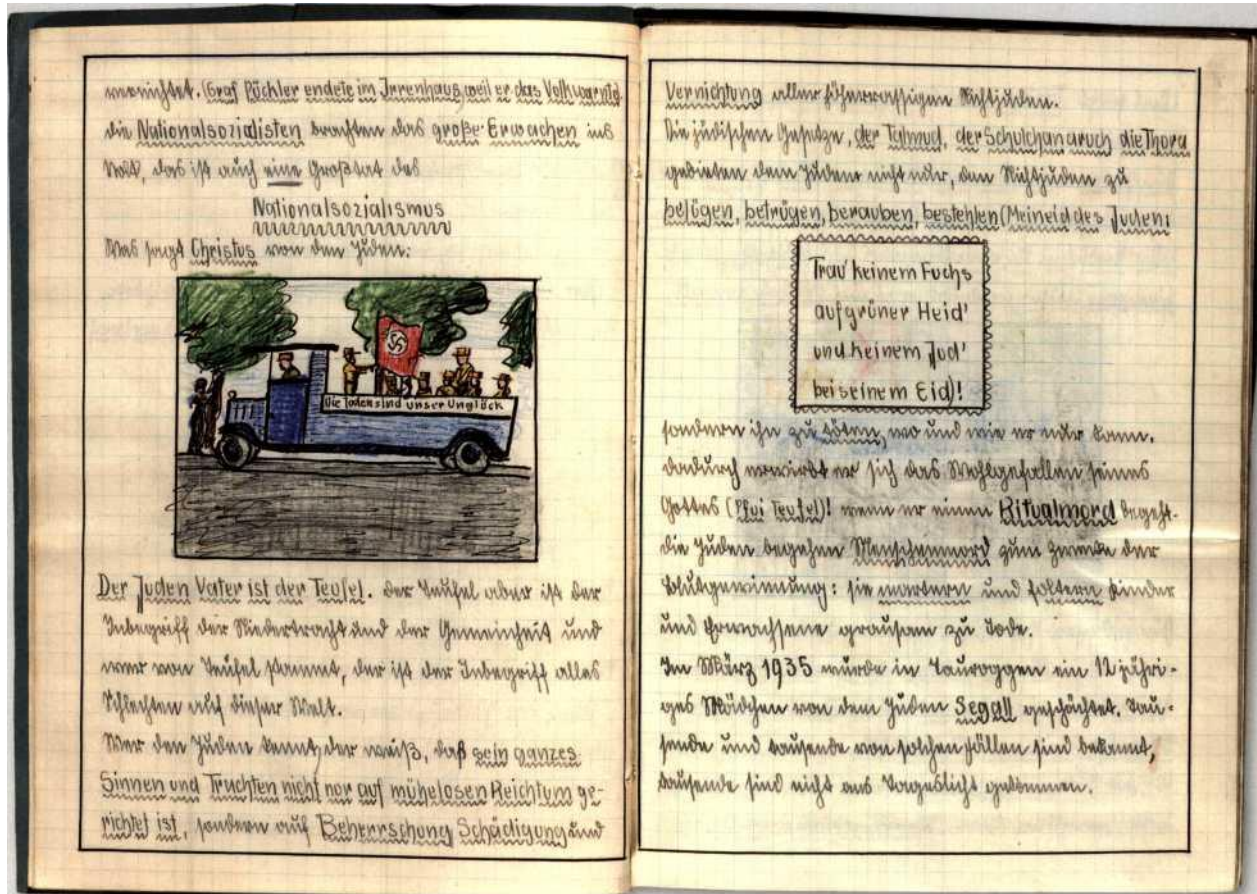 vernichtet. (Graf Pückler endete im Irrenhaus, weil er das Volk warnte).
die Nationalsozialisten brachten das große Erwachen ins
Volk, das ist auch eine Großtat des
Nationalsozialismus
Was sagt Christus von den Juden:
Die Juden sind unser Unglück
Der Juden Vater ist der Teufel. Der Teufel aber ist der
Inbegriff der Niedertracht und der Gemeinheit und
wer von Teufel stammt, der ist der Inbegriff alles
Schlechten auf dieser Welt.
Wer den Juden kennt, der weiß, daß sein ganzes
Sinnen und Trachten nicht nur auf mühelosen Reichtum ge-
richtet ist, sondern auf Beherrschung Schädigung und
Vernichtung aller höherrassigen Nichtjuden.
Die jüdischen Gesetze, der Talmud, der Schulchan aruch die Thora
gebieten dem Juden nicht nur, den Nichtjuden zu
belügen, betrügen, berauben, bestehlen (Meineid des Juden:
Trau' keinem Fuchs
auf grüner Heid'
und keinem Jud'
bei seinem Eid)!
sondern ihn zu töten, wo und wie er nur kann.
dadurch erwirbt er sich das Wohlgefallen seines
Gottes (Pfui Teufel)! wenn er einen Ritualmord begeht.
die Juden begehen Menschenmord zum Zwecke der
Blutgewinnung: sie martern und foltern Kinder
und Erwachsene grausam zu Tode.
Im März 1935 wurde in Tauroggen ein 12 jähri-
ges Mädchen von dem Juden Segall geschächtet. Tau-
sende und tausende von solchen Fällen sind bekannt,
tausende sind nicht ans Tageslicht gekommen.